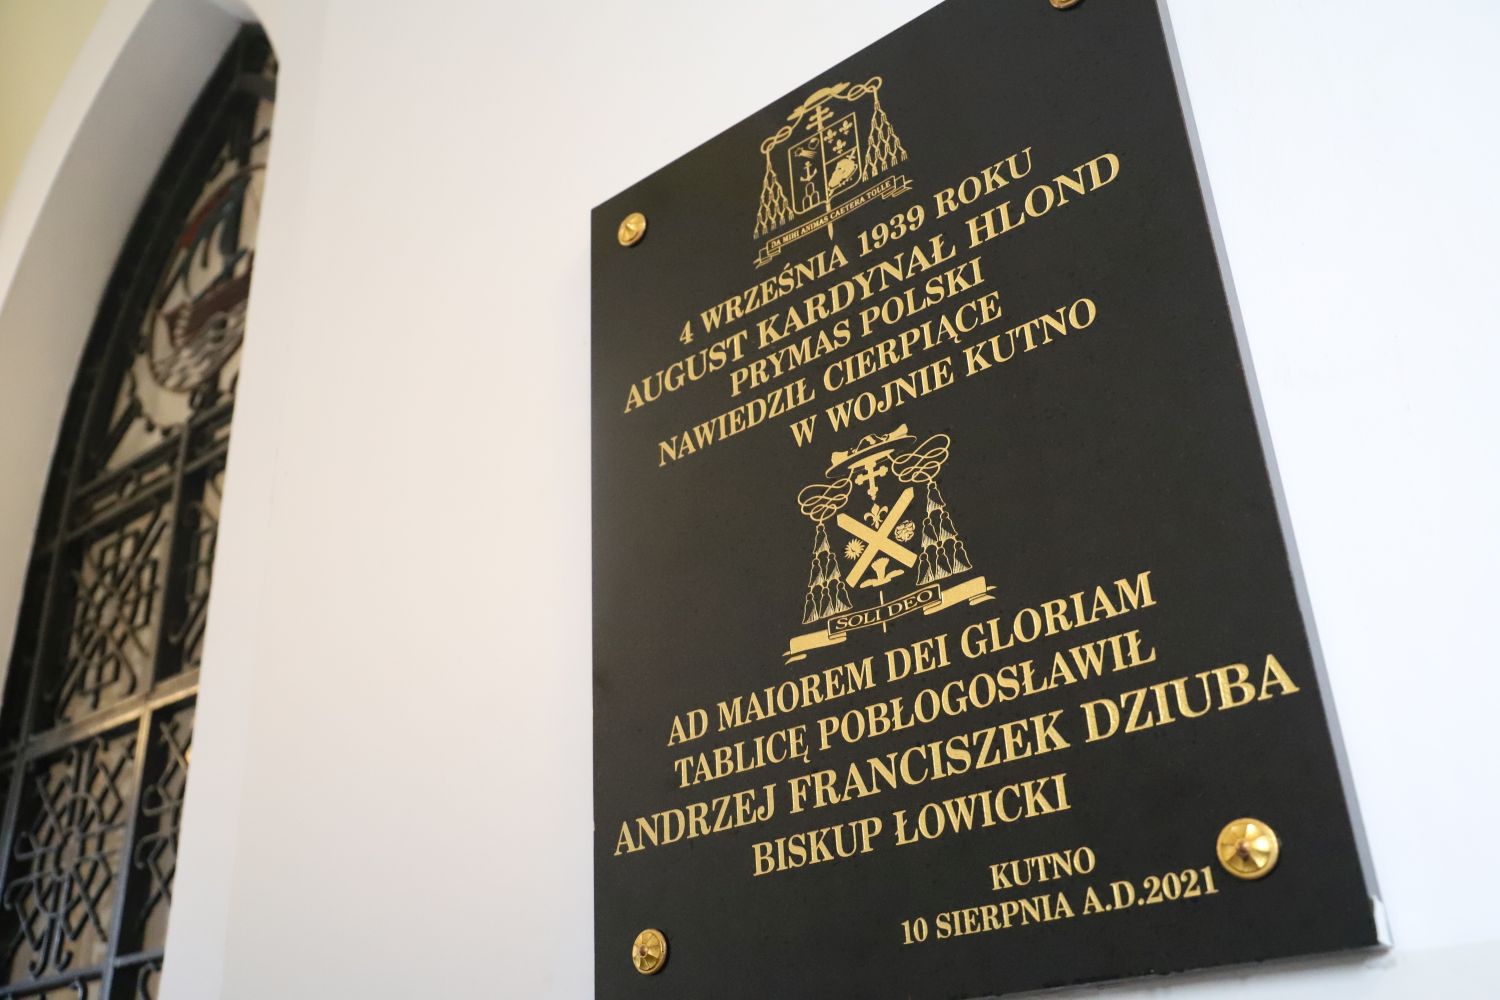 DA MIHI ANIMAS CAETERA TOLLE
4 WRZEŚNIA 1939 ROKU
AUGUST KARDYNAŁ HLOND
PRYMAS POLSKI
NAWIEDZIŁ CIERPIĄCE
W WOJNIE KUTNO
SOLI DEO
AD MAIOREM DEI GLORIAM
TABLICĘ POBŁOGOSŁAWIŁ
ANDRZEJ FRANCISZEK DZIUBA
BISKUP ŁOWICKI
KUTNO
10 SIERPNIA A.D.2021